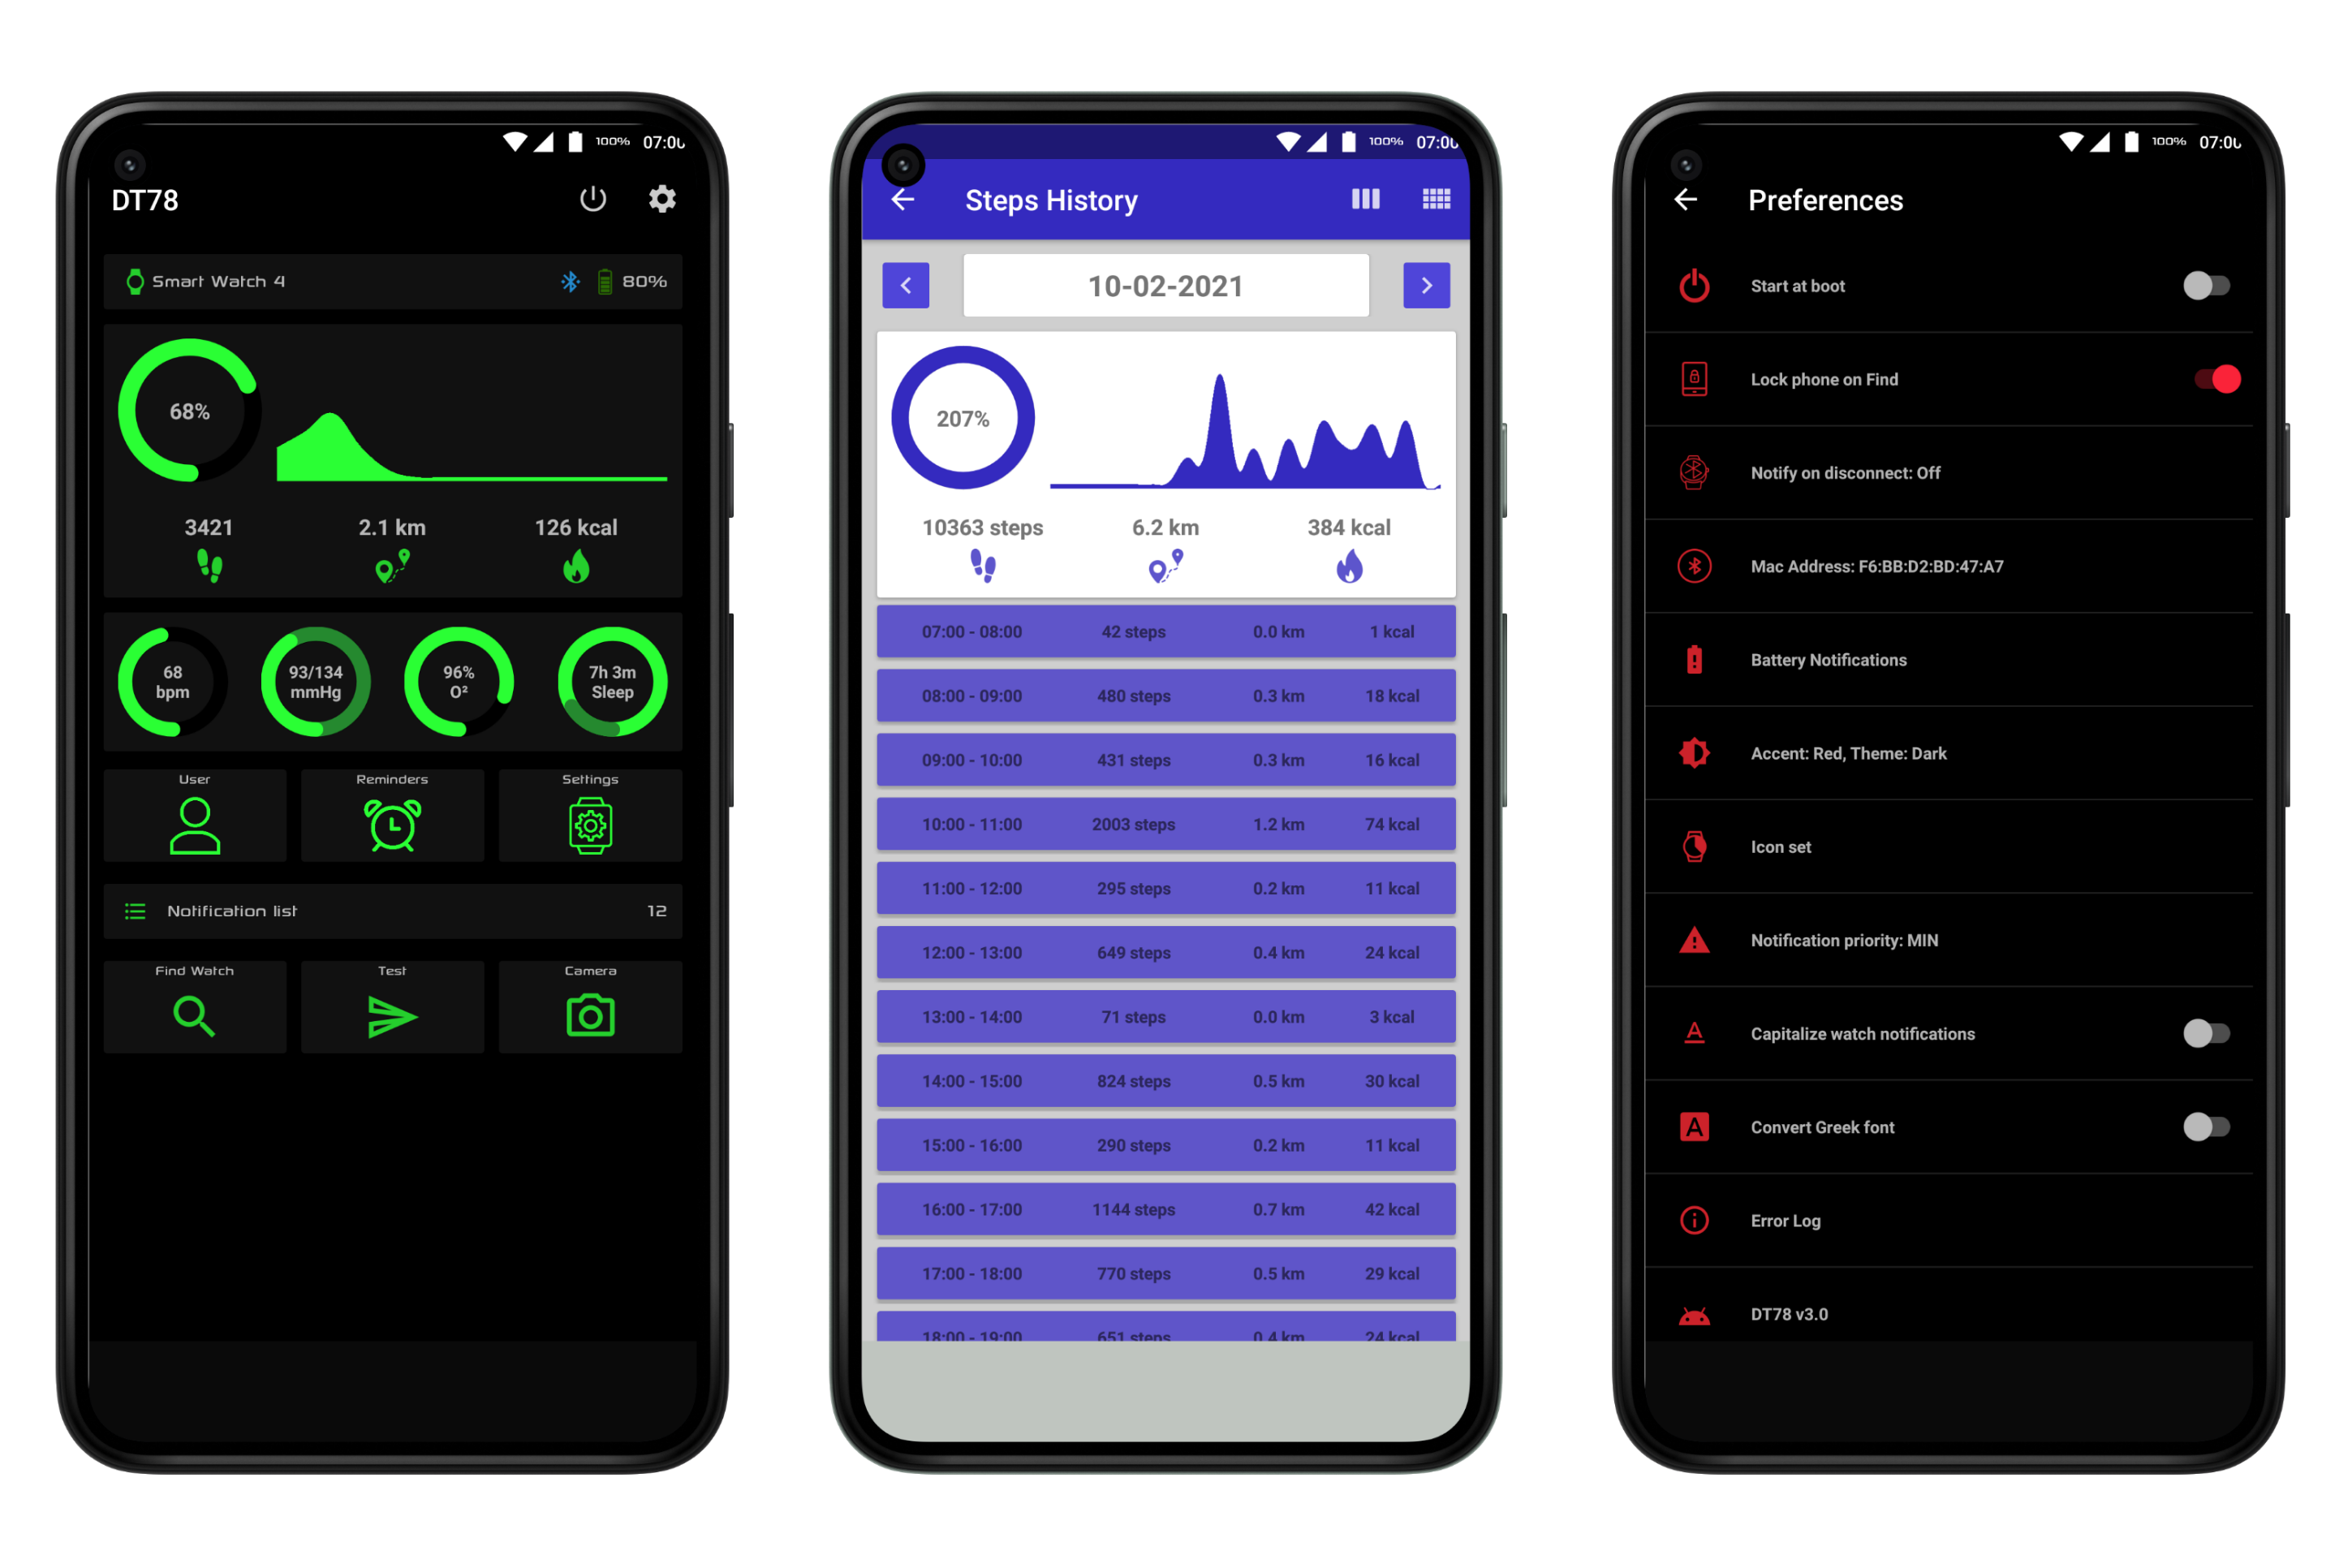 100% 07:00
DT78
Smart Watch 4 80%
68%
3421 2.1 km 126 kcal
68
bpm
93/134
mmHg
96%
O²
7h 3m
Sleep
User Reminders Settings
Notification list 12
Find Watch Test Camera
100% 07:00
Steps History
10-02-2021
207%
10363 steps 6.2 km 384 kcal
07:00 - 08:00 42 steps 0.0 km 1 kcal
08:00 - 09:00 480 steps 0.3 km 18 kcal
09:00 - 10:00 431 steps 0.3 km 16 kcal
10:00 - 11:00 2003 steps 1.2 km 74 kcal
11:00 - 12:00 295 steps 0.2 km 11 kcal
12:00 - 13:00 649 steps 0.4 km 24 kcal
13:00 - 14:00 71 steps 0.0 km 3 kcal
14:00 - 15:00 824 steps 0.5 km 30 kcal
15:00 - 16:00 290 steps 0.2 km 11 kcal
16:00 - 17:00 1144 steps 0.7 km 42 kcal
17:00 - 18:00 770 steps 0.5 km 29 kcal
18:00 - 19:00 651 steps 0.4 km 24 kcal
100% 07:00
Preferences
Start at boot
Lock phone on Find
Notify on disconnect: Off
Mac Address: F6:BB:D2:BD:47:A7
Battery Notifications
Accent: Red, Theme: Dark
Icon set
Notification priority: MIN
A Capitalize watch notifications
A Convert Greek font
Error Log
DT78 v3.0